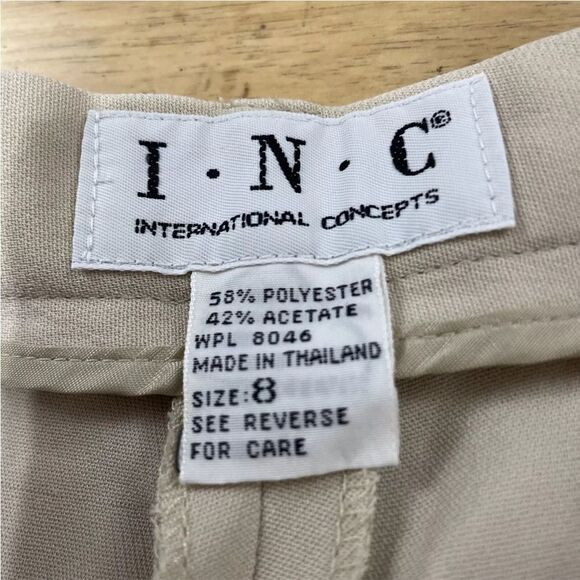 I · N · C®
INTERNATIONAL CONCEPTS
58% POLYESTER
42% ACETATE
WPL 8046
MADE IN THAILAND
SIZE: 8
SEE REVERSE
FOR CARE